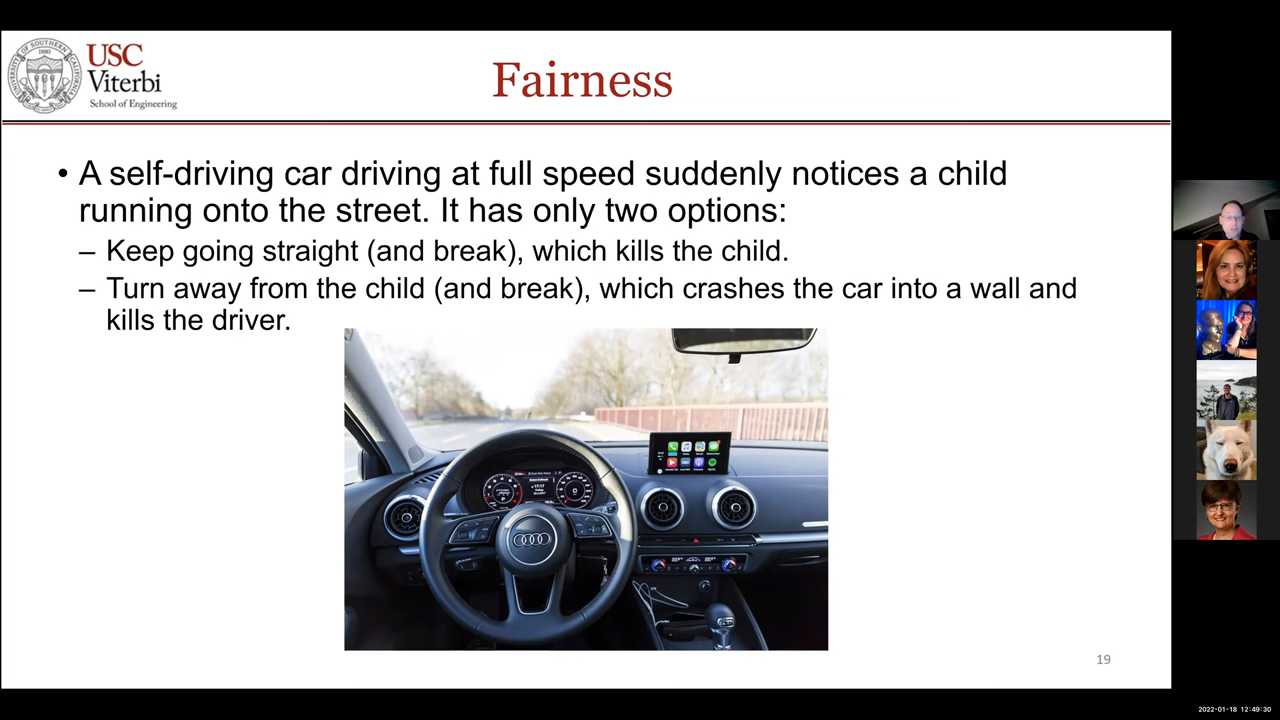 USC
Viterbi
School of Engineering
Fairness
• A self-driving car driving at full speed suddenly notices a child
running onto the street. It has only two options:
– Keep going straight (and break), which kills the child.
– Turn away from the child (and break), which crashes the car into a wall and
kills the driver.
19
2022-01-18 12:49:30